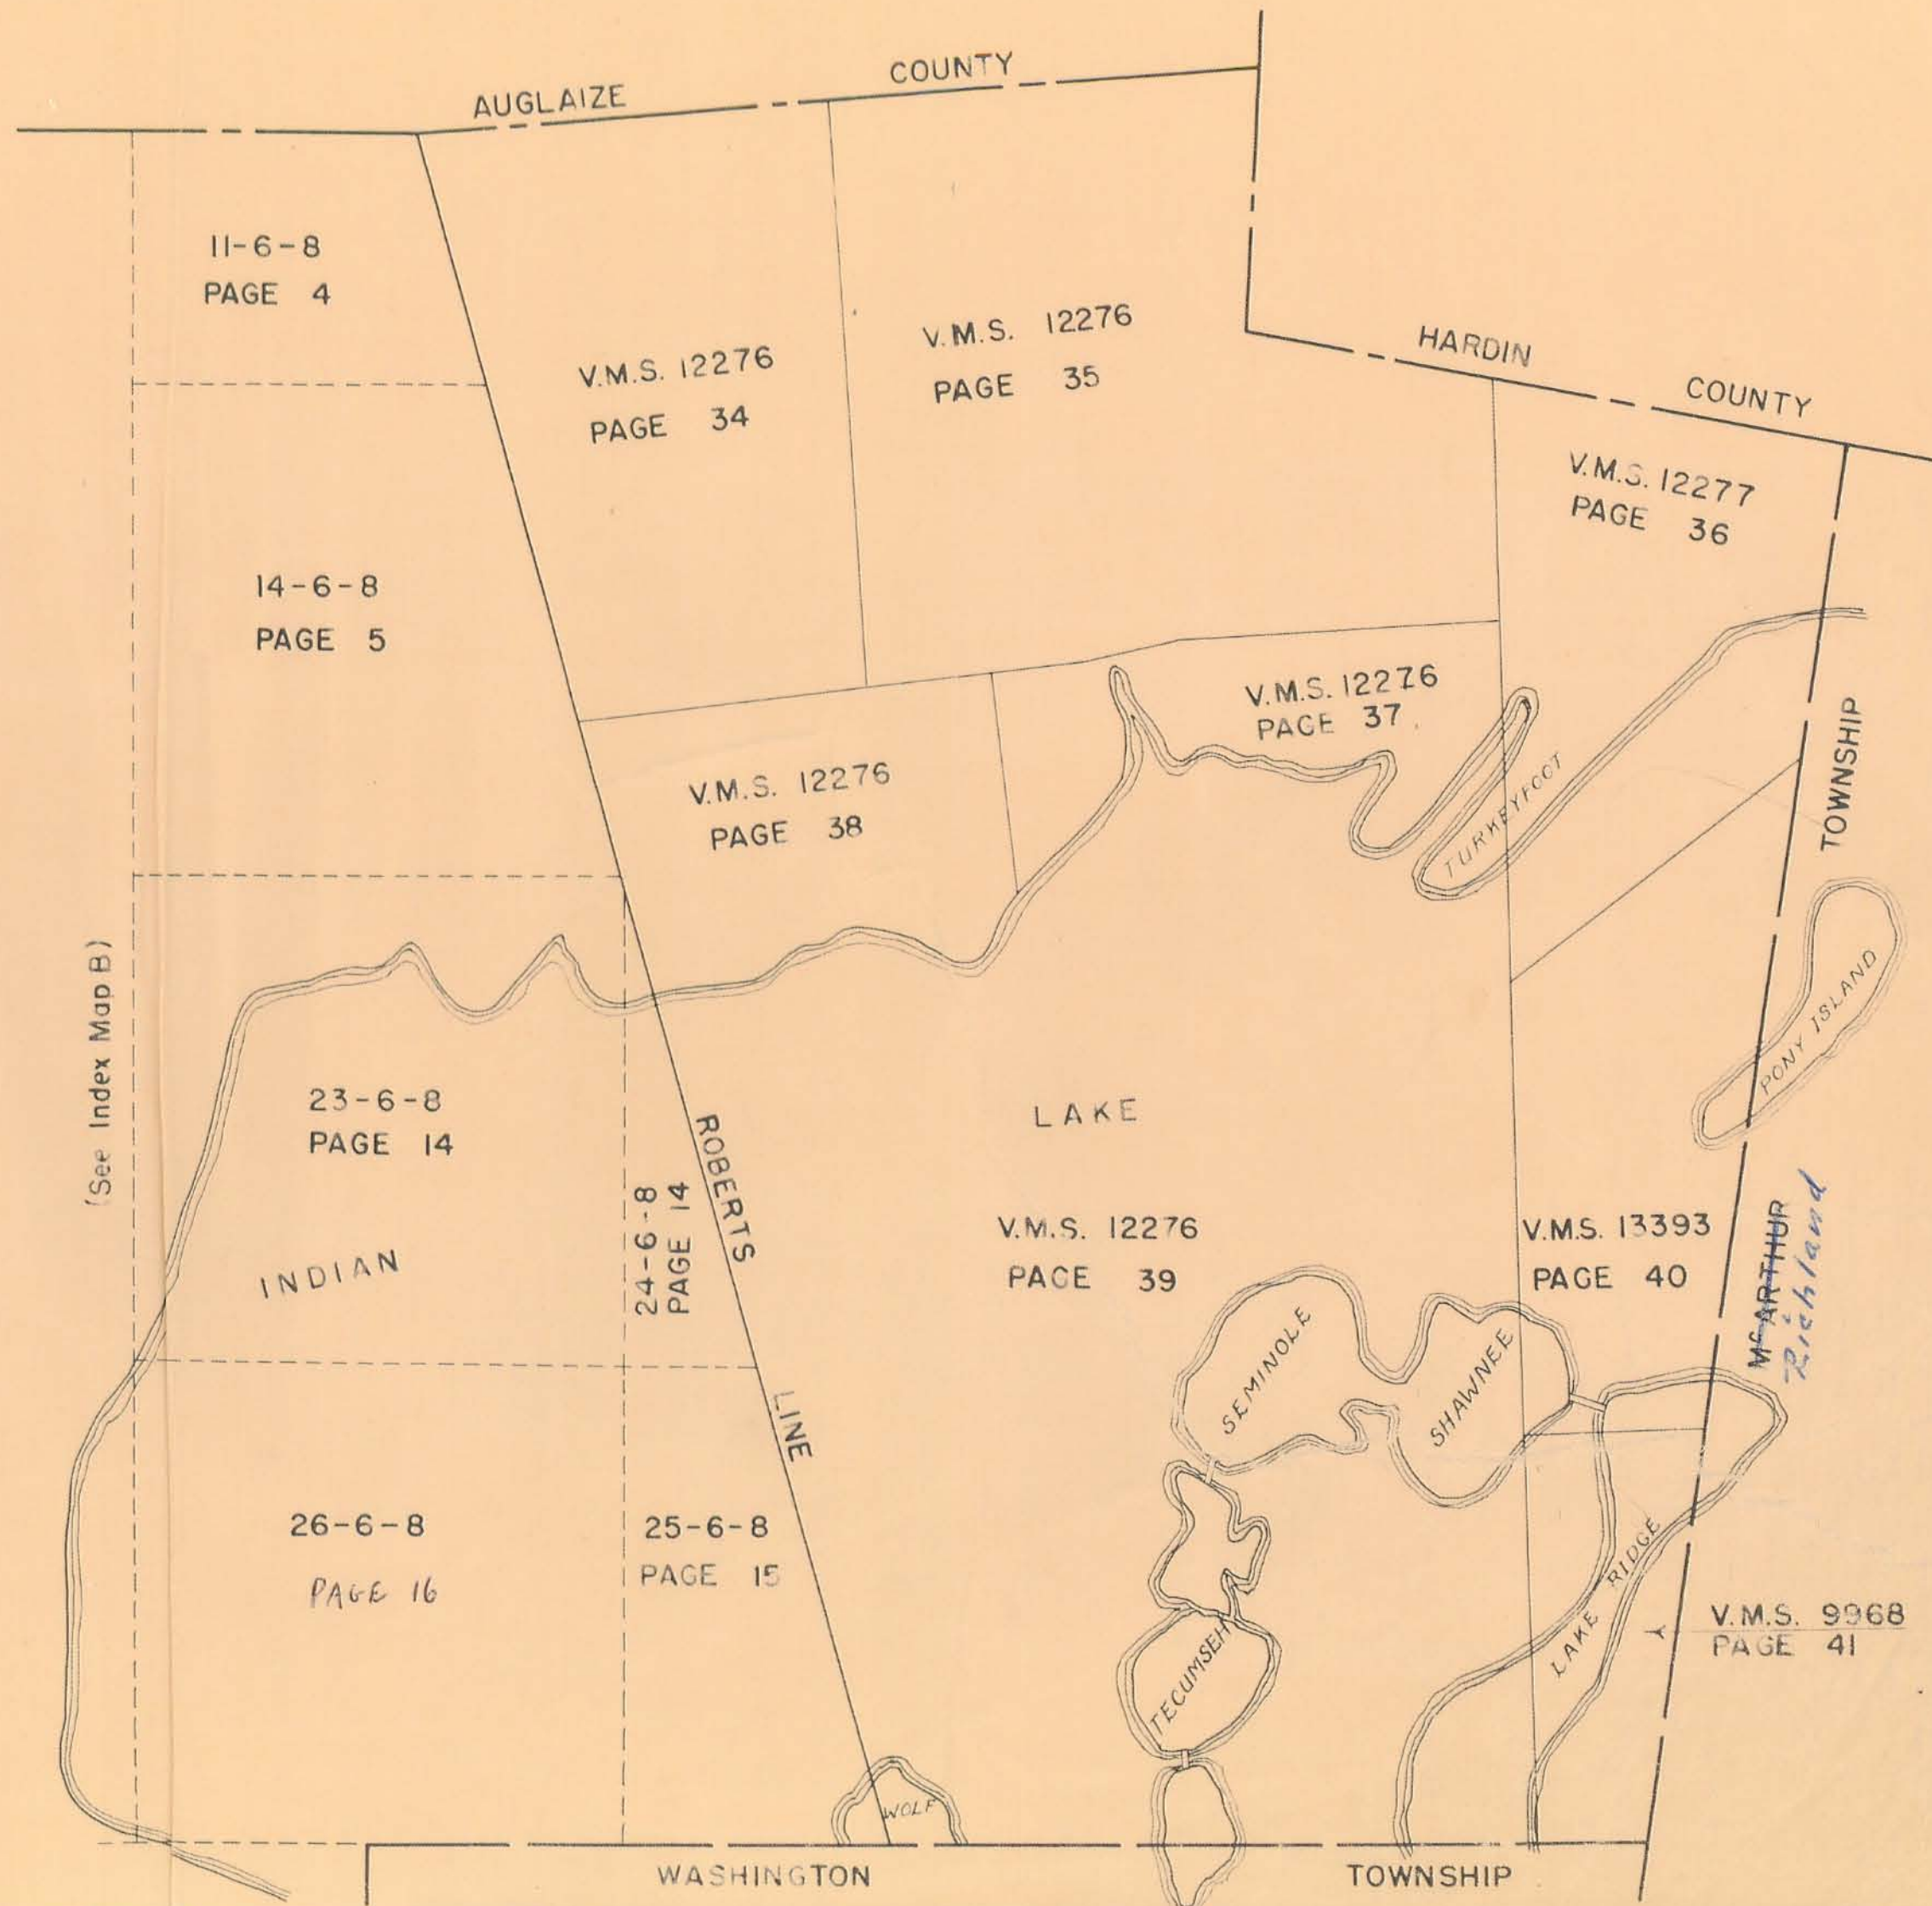 AUGLAIZE COUNTY
11-6-8
PAGE 4
V.M.S. 12276
PAGE 34
V.M.S. 12276
PAGE 35
HARDIN COUNTY
V.M.S. 12277
PAGE 36
14-6-8
PAGE 5
V.M.S. 12276
PAGE 37
V.M.S. 12276
PAGE 38
TURKEYFOOT
TOWNSHIP
(See Index Map B)
PONY ISLAND
23-6-8
PAGE 14
24-6-8
PAGE 14
ROBERTS LINE
LAKE
INDIAN
V.M.S. 12276
PAGE 39
V.M.S. 13393
PAGE 40
McARTHUR
Richland
SEMINOLE
SHAWNEE
26-6-8
PAGE 16
25-6-8
PAGE 15
LAKE RIDGE
V.M.S. 9968
PAGE 41
TECUMSEH
WOLF
WASHINGTON TOWNSHIP